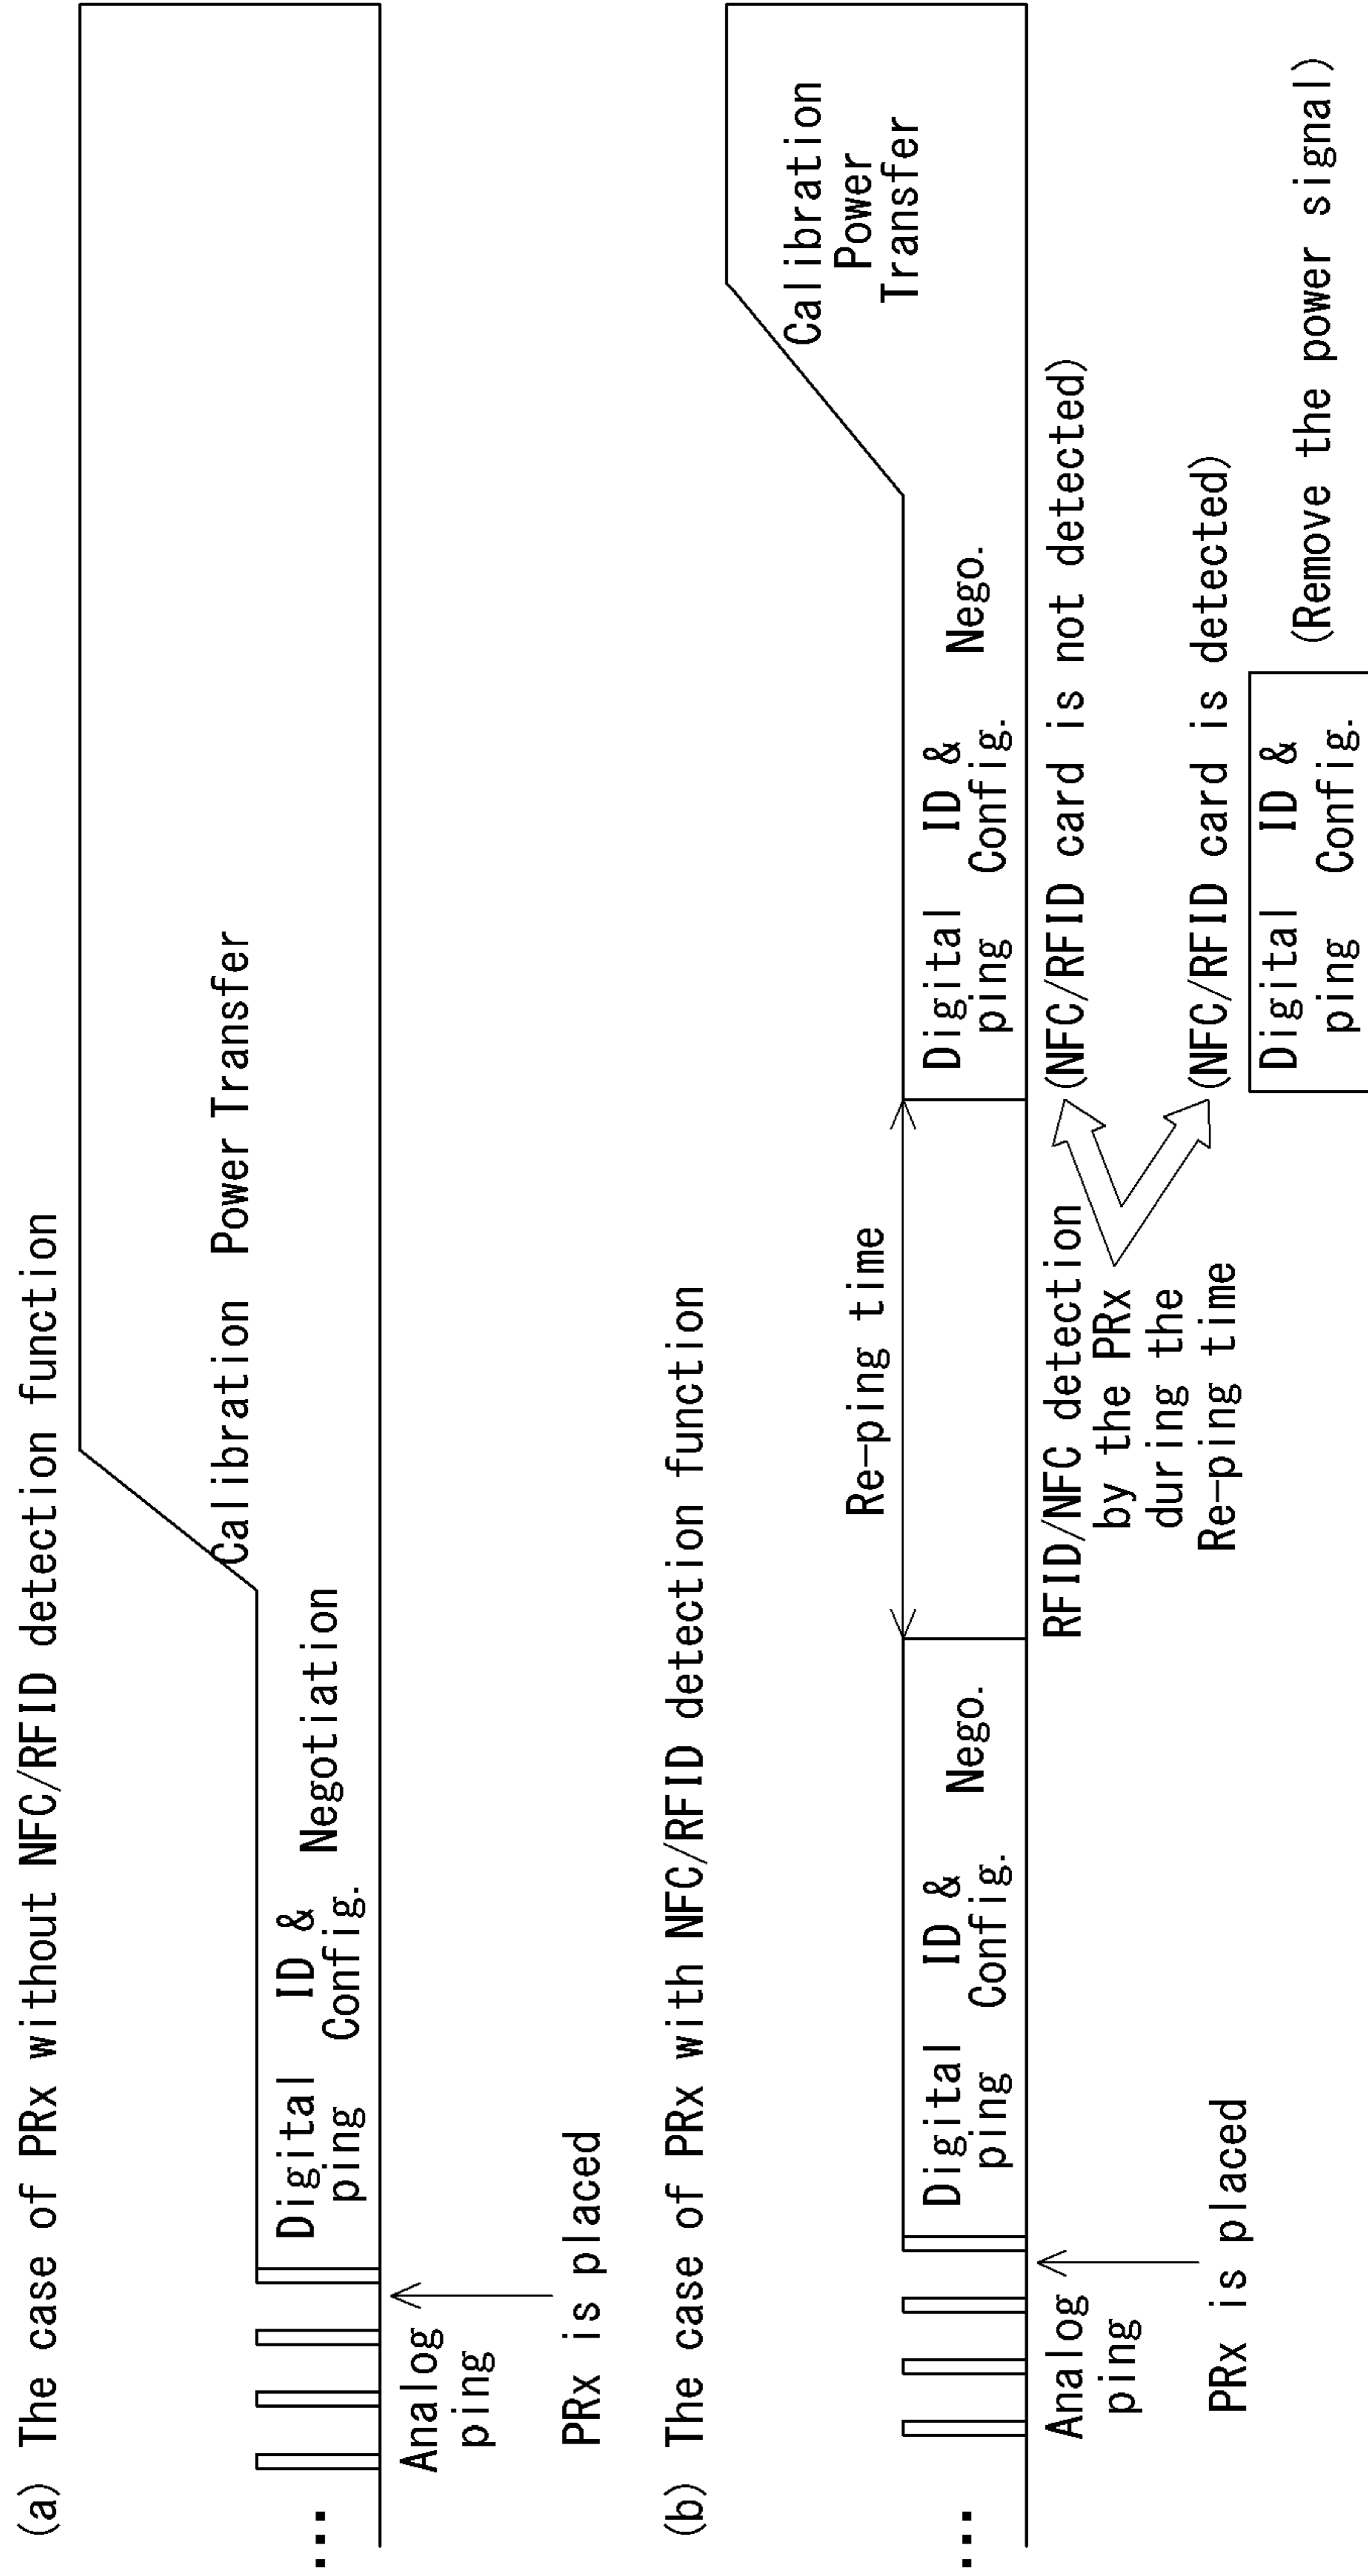 (a) The case of PRx without NFC/RFID detection function
Calibration Power Transfer
Digital
ping
ID &
Config.
Negotiation
...
Analog
ping
PRx is placed
(b) The case of PRx with NFC/RFID detection function
Re-ping time
Calibration
Power
Transfer
Digital
ping
ID &
Config.
Nego.
Digital
ping
ID &
Config.
Nego.
...
Analog
ping
PRx is placed
RFID/NFC detection
by the PRx
during the
Re-ping time
(NFC/RFID card is not detected)
(NFC/RFID card is detected)
Digital
ping
ID &
Config.
(Remove the power signal)